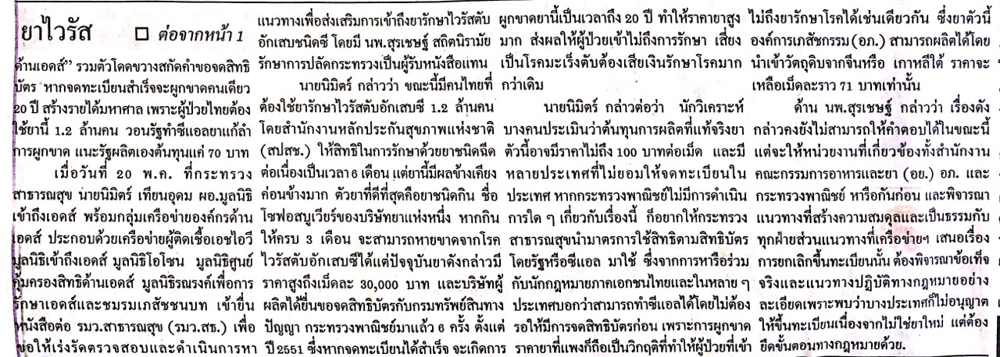 ยาไวรัส □ ต่อจากหน้า 1
ด้านเอดส์” รวมตัวโดดขวางสกัดคำขอจดสิทธิ
บัตร หากจดทะเบียนสำเร็จจะผูกขาดคนเดียว
20 ปี สร้างรายได้มหาศาล เพราะผู้ป่วยไทยต้อง
ใช้ยานี้ 1.2 ล้านคน วอนรัฐทำซีแอลยาแก้ลำ
การผูกขาด แนะรัฐผลิตเองต้นทุนแค่ 70 บาท
เมื่อวันที่ 20 พ.ค. ที่กระทรวง
สาธารณสุข นายนิมิตร์ เทียนอุดม ผอ.มูลนิธิ
เข้าถึงเอดส์ พร้อมกลุ่มเครือข่ายองค์กรด้าน
เอดส์ ประกอบด้วยเครือข่ายผู้ติดเชื้อเอชไอวี
มูลนิธิเข้าถึงเอดส์ มูลนิธิโอโซน มูลนิธิศูนย์
คุ้มครองสิทธิด้านเอดส์ มูลนิธิรณรงค์เพื่อการ
รักษาเอดส์และชมรมเภสัชชนบท เข้ายื่น
หนังสือต่อ รมว.สาธารณสุข (รมว.สธ.) เพื่อ
ขอให้เร่งรัดตรวจสอบและดำเนินการหา
แนวทางเพื่อส่งเสริมการเข้าถึงยารักษาไวรัสตับ
อักเสบชนิดซี โดยมี นพ.สุรเชษฐ์ สถิตนิรามัย
รักษาการปลัดกระทรวงเป็นผู้รับหนังสือแทน
นายนิมิตร์ กล่าวว่า ขณะนี้มีคนไทยที่
ต้องใช้ยารักษาไวรัสตับอักเสบซี 1.2 ล้านคน
โดยสำนักงานหลักประกันสุขภาพแห่งชาติ
(สปสช.) ให้สิทธิในการรักษาด้วยยาชนิดฉีด
ต่อเนื่องเป็นเวลา 6 เดือน แต่ยานี้มีผลข้างเคียง
ค่อนข้างมาก ตัวยาที่ดีที่สุดคือยาชนิดกิน ชื่อ
โซฟอสบูเวียร์ของบริษัทยาแห่งหนึ่ง หากกิน
ให้ครบ 3 เดือน จะสามารถหายขาดจากโรค
ไวรัสตับอักเสบซีได้แต่ปัจจุบันยาดังกล่าวมี
ราคาสูงถึงเม็ดละ 30,000 บาท และบริษัทผู้
ผลิตได้ยื่นขอจดสิทธิบัตรกับกรมทรัพย์สินทาง
ปัญญา กระทรวงพาณิชย์มาแล้ว 6 ครั้ง ตั้งแต่
ปี 2551 ซึ่งหากจดทะเบียนได้สำเร็จ จะเกิดการ
ผูกขาดยานี้เป็นเวลาถึง 20 ปี ทำให้ราคายาสูง
มาก ส่งผลให้ผู้ป่วยเข้าไม่ถึงการรักษา เสี่ยง
เป็นโรคมะเร็งตับต้องเสียเงินรักษาโรคมาก
กว่าเดิม
นายนิมิตร์ กล่าวต่อว่า นักวิเคราะห์
บางคนประเมินว่าต้นทุนการผลิตที่แท้จริงยา
ตัวนี้อาจมีราคาไม่ถึง 100 บาทต่อเม็ด และมี
หลายประเทศที่ไม่ยอมให้จดทะเบียนใน
ประเทศ หากกระทรวงพาณิชย์ไม่มีการดำเนิน
การใด ๆ เกี่ยวกับเรื่องนี้ ก็อยากให้กระทรวง
สาธารณสุขนำมาตรการใช้สิทธิตามสิทธิบัตร
โดยรัฐหรือซีแอล มาใช้ ซึ่งจากการหารือร่วม
กับนักกฎหมายภาคเอกชนไทยและในหลาย ๆ
ประเทศบอกว่าสามารถทำซีแอลได้โดยไม่ต้อง
รอให้มีการจดสิทธิบัตรก่อน เพราะการผูกขาด
ราคายาที่แพงก็ถือเป็นวิกฤติที่ทำให้ผู้ป่วยที่เข้า
ไม่ถึงยารักษาโรคได้เช่นเดียวกัน ซึ่งยาตัวนี้
องค์การเภสัชกรรม (อภ.) สามารถผลิตได้โดย
นำเข้าวัตถุดิบจากจีนหรือ เกาหลีใต้ ราคาจะ
เหลือเม็ดละราว 71 บาทเท่านั้น
ด้าน นพ.สุรเชษฐ์ กล่าวว่า เรื่องดัง
กล่าวคงยังไม่สามารถให้คำตอบได้ในขณะนี้
แต่จะให้หน่วยงานที่เกี่ยวข้องทั้งสำนักงาน
คณะกรรมการอาหารและยา (อย.) อภ. และ
กระทรวงพาณิชย์ หารือกันก่อน และพิจารณา
แนวทางที่สร้างความสมดุลและเป็นธรรมกับ
ทุกฝ่ายส่วนแนวทางที่เครือข่ายฯ เสนอเรื่อง
การยกเลิกขึ้นทะเบียนนั้น ต้องพิจารณาข้อเท็จ
จริงและแนวทางปฏิบัติทางกฎหมายอย่าง
ละเอียดเพราะพบว่าบางประเทศก็ไม่อนุญาต
ให้ขึ้นทะเบียนเนื่องจากไม่ใช่ยาใหม่ แต่ต้อง
ยึดขั้นตอนทางกฎหมายด้วย.